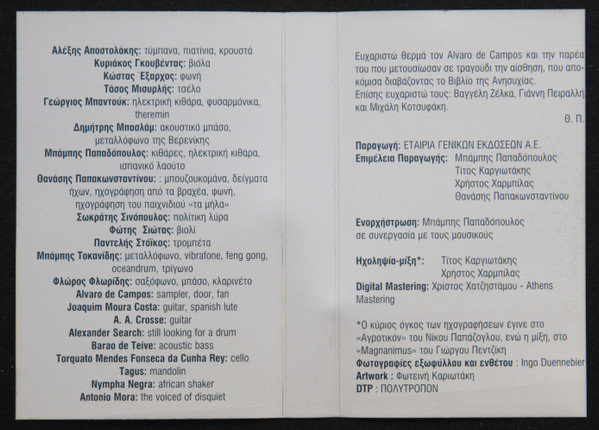 Αλέξης Αποστολάκης: τύμπανα, πιατίνια, κρουστά
Κυριάκος Γκουβέντας: βιόλα
Κώστος Έξαρχος: φωνή
Τάσος Μισυρλής: τσέλο
Γεώργιος Μπαντούκ: ηλεκτρική κιθάρα, φυσαρμόνικα,
theremin
Δημήτρης Μπασλάμ: ακουστικό μπάσο,
μεταλλόφωνο της Βερενίκης
Μπάμπης Παπαδόπουλος: κιθάρες, ηλεκτρική κιθάρα,
ισπανικό λαούτο
Θανάσης Παπακωνσταντίνου: : μπουζουκομάνα, δείγματα
ήχων, ηχογράφηση από τα βραχέα, φωνή,
ηχογράφηση του παιχνιδιού «τα μήλα»
Σωκράτης Σινόπουλος: πολίτικη λύρα
Φώτης Σιώτας: βιολί
Παντελής Στόϊκος: τρομπέτα
Μπάμπης Τοκανίδης: μεταλλόφωνο, vibrafone, feng gong,
oceandrum, τρίγωνο
Φλώρος Φλωρίδης: σαξόφωνο, μπάσο, κλαρινέτο
Alvaro de Campos: sampler, door, fan
Joaquim Moura Costa: guitar, spanish lute
A. A. Crosse: guitar
Alexander Search: still looking for a drum
Barao de Teive: acoustic bass
Torquato Mendes Fonseca da Cunha Rey: cello
Tagus: mandolin
Nympha Negra: african shaker
Antonio Mora: the voiced of disquiet
Ευχαριστώ θερμά τον Alvaro de Campos και την παρέα
του που μετουσίωσαν σε τραγούδι την αίσθηση, που απο-
κόμισα διαβάζοντας το Βιβλίο της Ανησυχίας.
Επίσης ευχαριστώ τους: Βαγγέλη Ζέλκα, Γιάννη Πειραλλή
και Μιχάλη Κοτσυφάκη.
Θ. Π.
Παραγωγή: ΕΤΑΙΡΙΑ ΓΕΝΙΚΩΝ ΕΚΔΟΣΕΩΝ Α.Ε.
Επιμέλεια Παραγωγής: Μπάμπης Παπαδόπουλος
Τίτος Καργιωτάκης
Χρήστος Χαρμπίλας
Θανάσης Παπακωνσταντίνου
Ενορχήστρωση: Μπάμπης Παπαδόπουλος
σε συνεργασία με τους μουσικούς
Ηχοληψία-μίξη*: Τίτος Καργιωτάκης
Χρήστος Χαρμπίλας
Digital Mastering: Χρίστος Χατζηστάμου - Athens
Mastering
*Ο κύριος όγκος των ηχογραφήσεων έγινε στο
«Αγροτικόν» του Νίκου Παπάζογλου, ενώ η μίξη, στο
«Magnanimus» του Γιώργου Πεντζίκη
Φωτογραφίες εξωφύλλου και ενθέτου : Ingo Duennebier
Artwork : Φωτεινή Καριωτάκη
DTP : ΠΟΛΥΤΡΟΠΟΝ